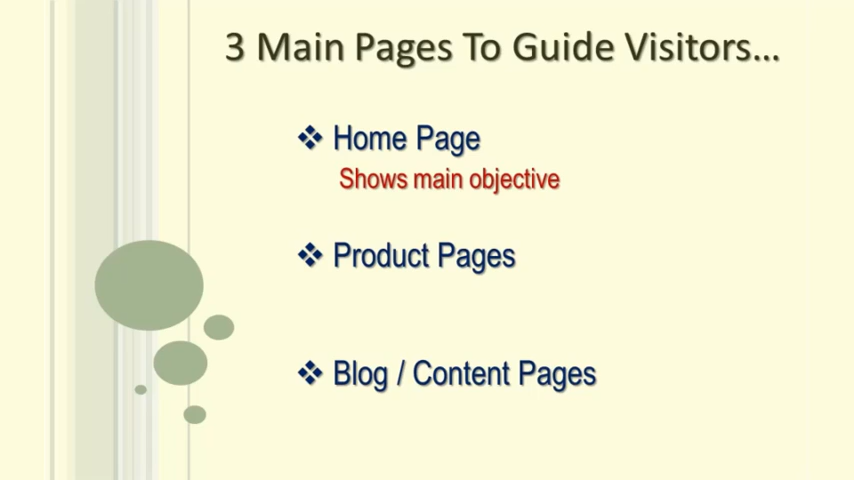 3 Main Pages To Guide Visitors...
❖ Home Page
Shows main objective
❖ Product Pages
❖ Blog / Content Pages